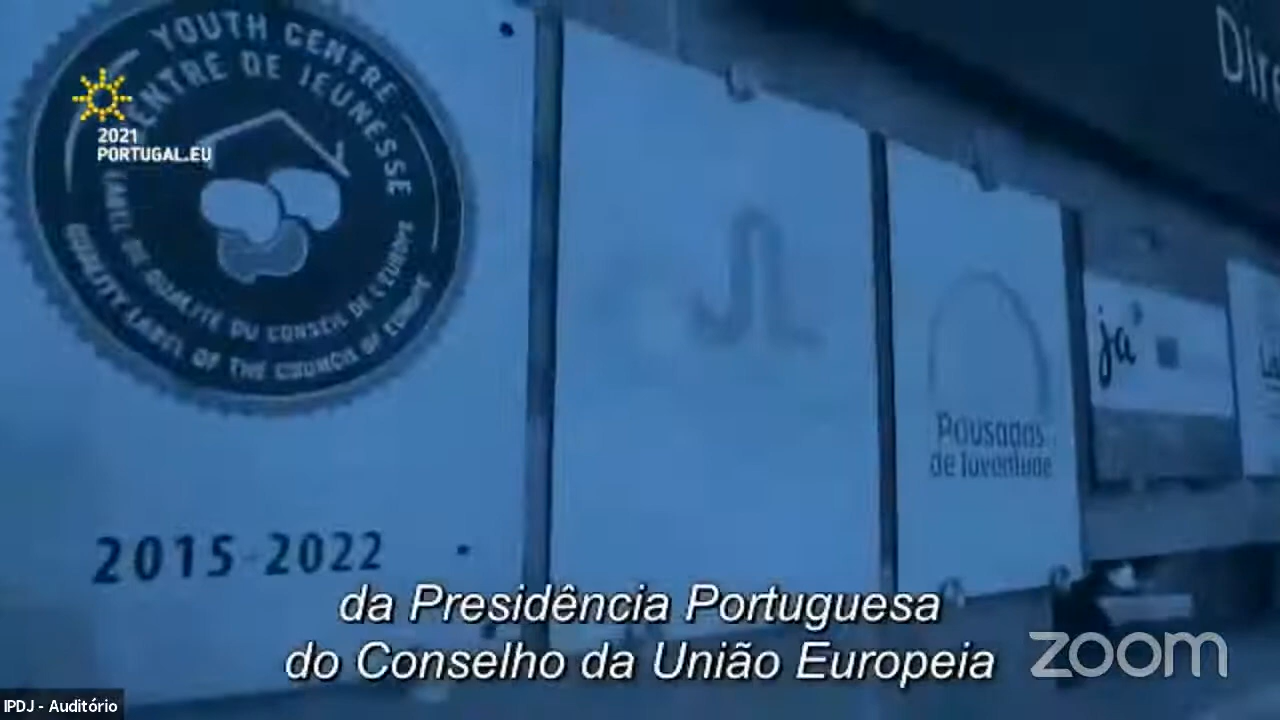 YOUTH CENTRE
CENTRE DE JEUNESSE
LABEL DE QUALITÉ DU CONSEIL DE L'EUROPE
QUALITY LABEL OF THE COUNCIL OF EUROPE
2021
PORTUGAL.EU
Pousadas
de Juventude
ja
2015-2022
da Presidência Portuguesa
do Conselho da União Europeia
zoom
IPDJ - Auditório